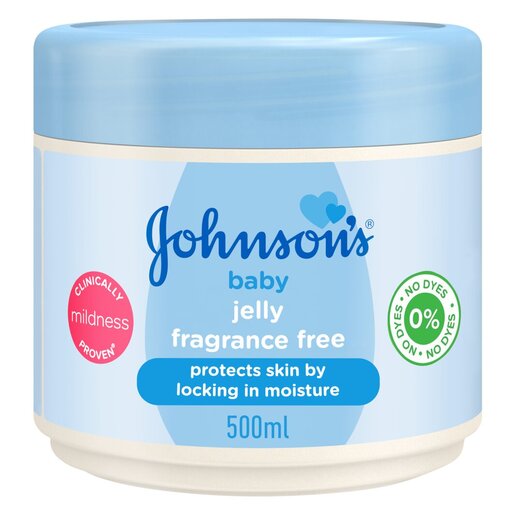 Johnson's®
baby
jelly
fragrance free
protects skin by
locking in moisture
500ml
CLINICALLY
mildness
PROVEN®
NO DYES • NO DYES • NO DYES •
0%